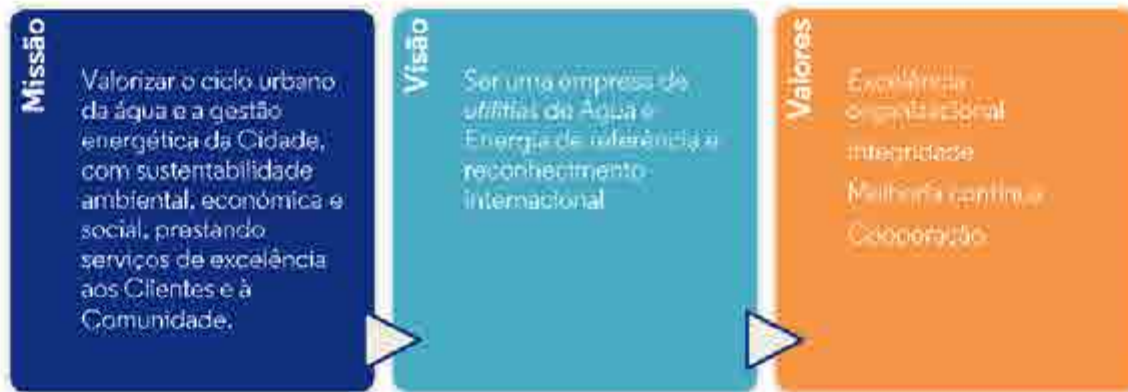 Missão
Valorizar o ciclo urbano
da água e a gestão
energética da Cidade,
com sustentabilidade
ambiental, económica e
social, prestando
serviços de excelência
aos Clientes e à
Comunidade.
Visão
Ser uma empresa de
utilities de Água e
Energia de referência e
reconhecimento
internacional
Valores
Excelência
organizacional
Integridade
Melhoria contínua
Cooperação